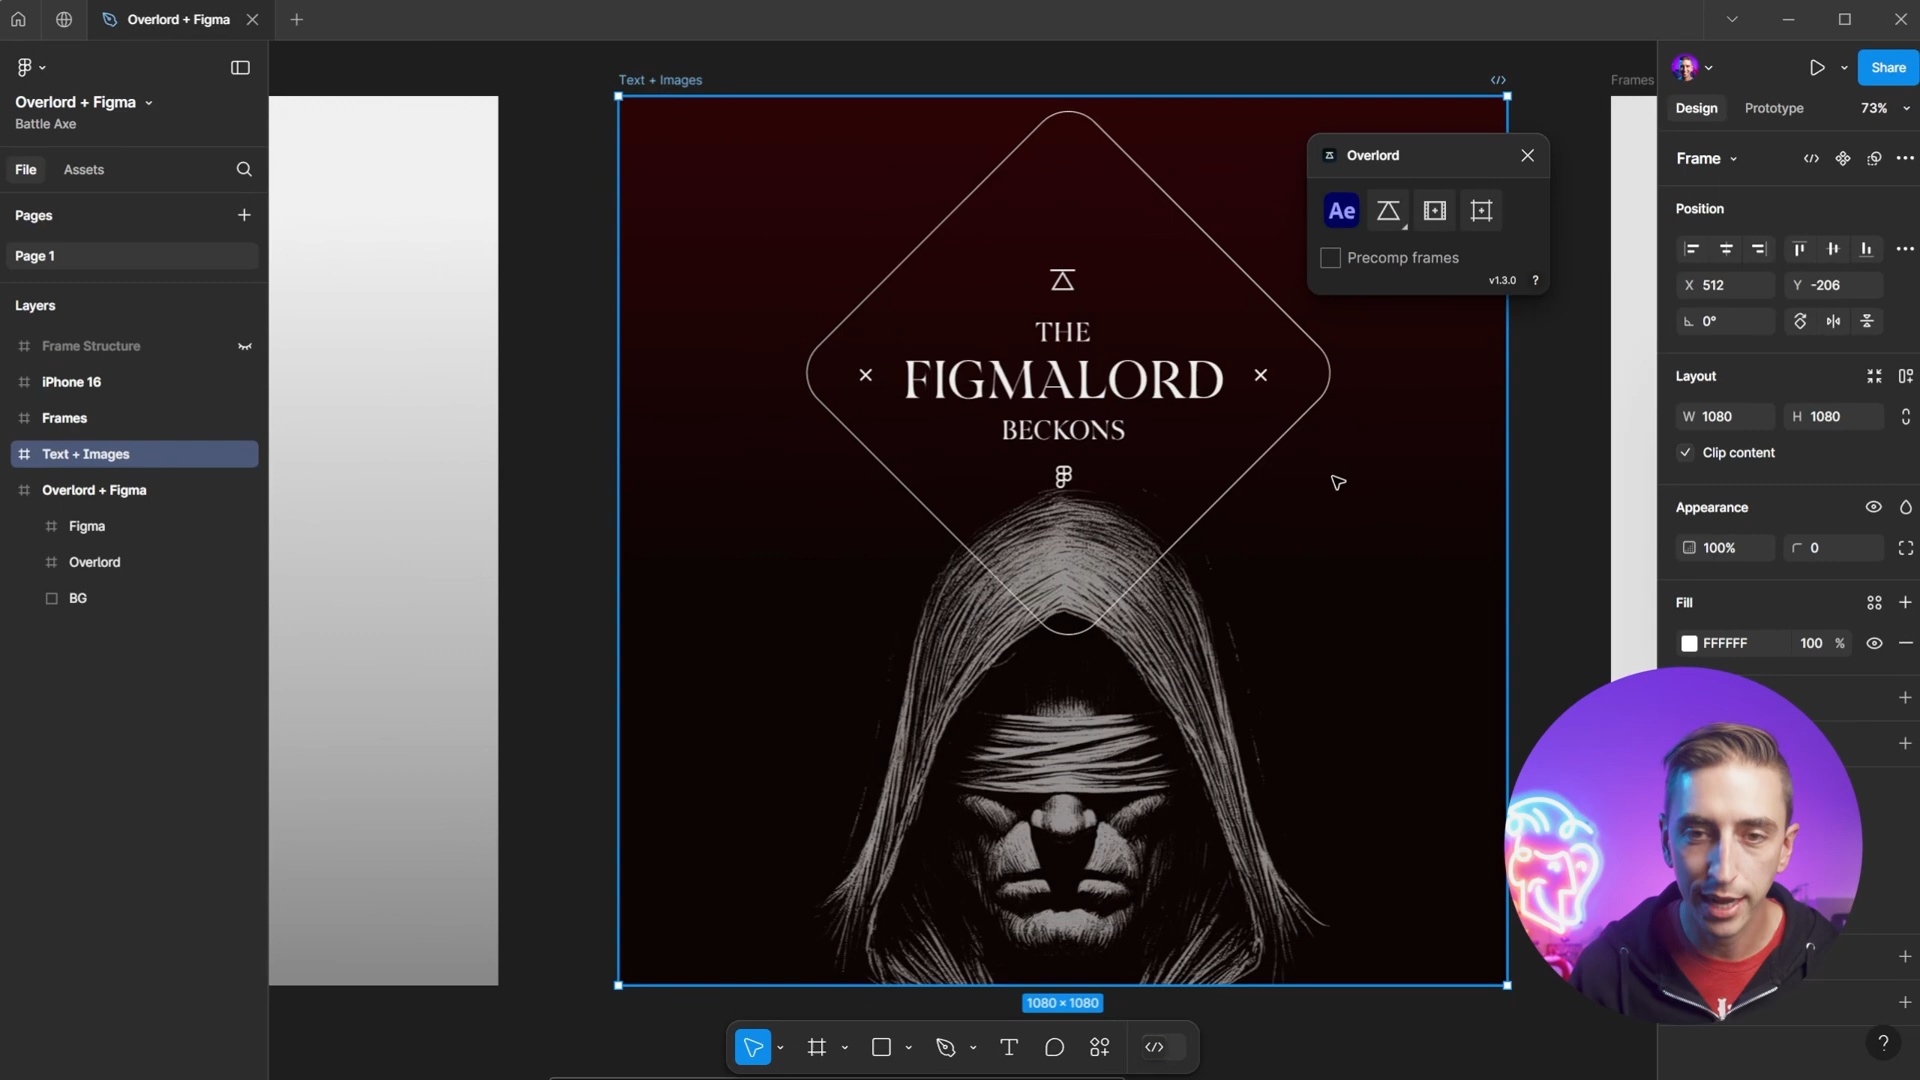 Overlord + Figma
Overlord + Figma
Battle Axe
File
Assets
Pages
Page 1
Layers
Frame Structure
iPhone 16
Frames
Text + Images
Overlord + Figma
Figma
Overlord
BG
Text + Images
Frames
THE
FIGMALORD
BECKONS
1080 × 1080
Overlord
Ae
Precomp frames
v1.3.0 ?
Share
Design
Prototype
73%
Frame
Position
X 512
Y -206
0°
Layout
W 1080
H 1080
Clip content
Appearance
100%
0
Fill
FFFFFF
100 %
?